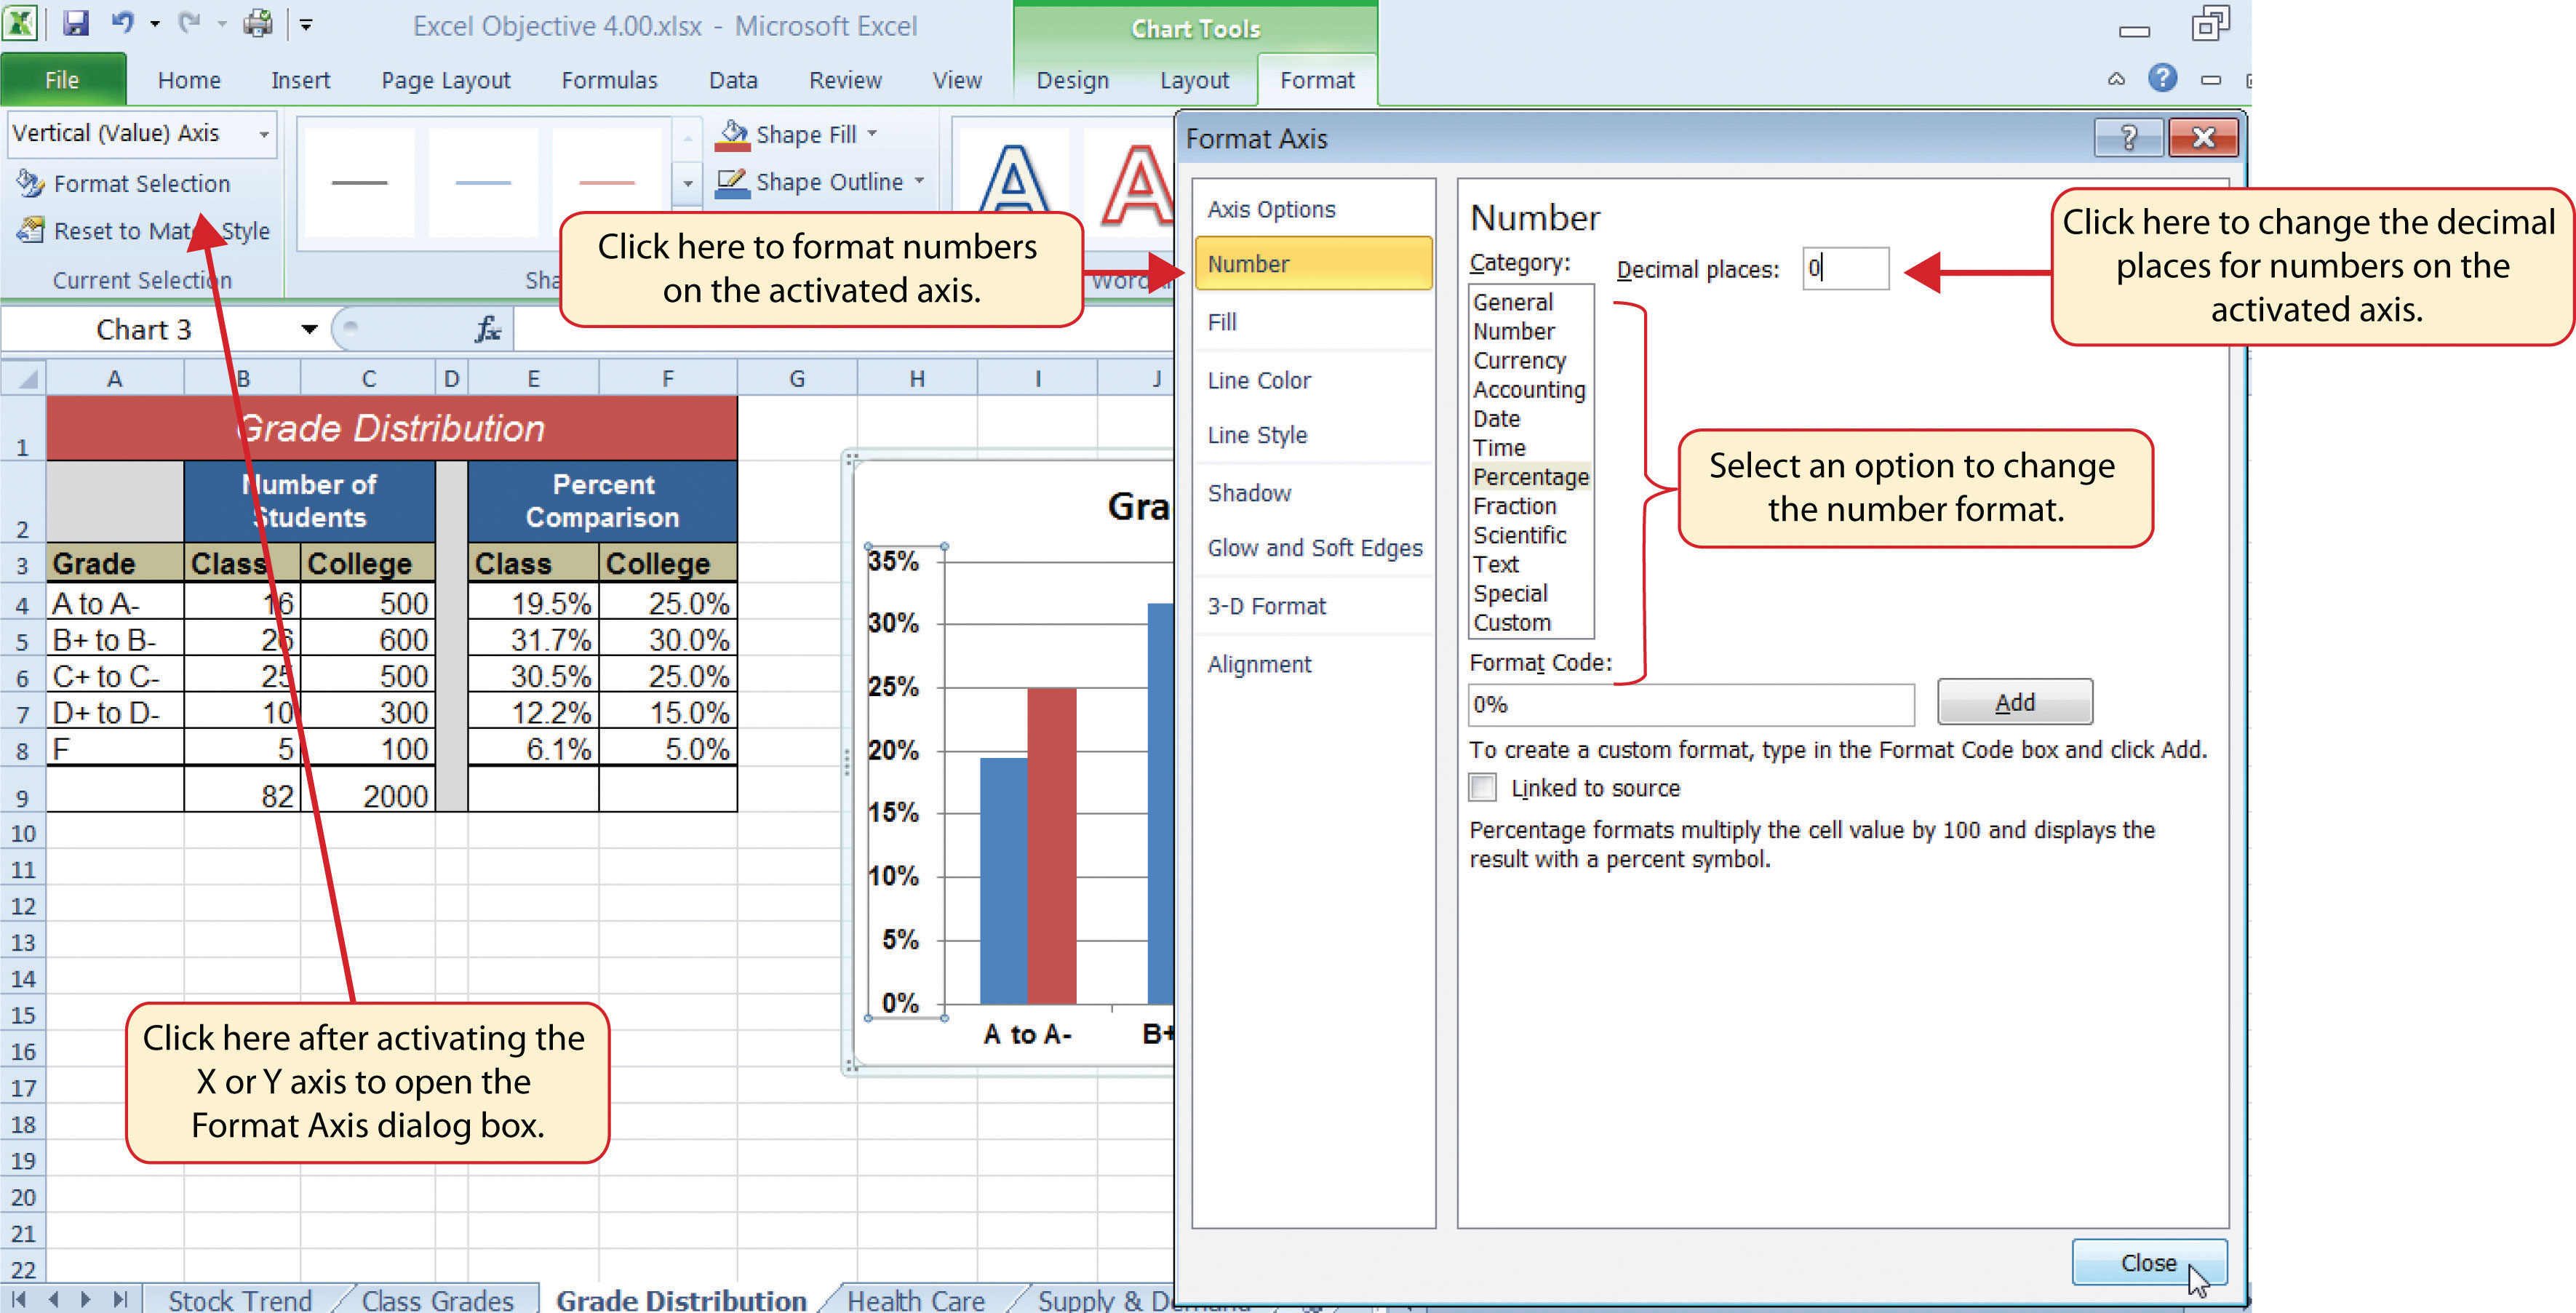 Excel Objective 4.00.xlsx - Microsoft Excel
Chart Tools
File Home Insert Page Layout Formulas Data Review View Design Layout Format
Vertical (Value) Axis
Format Selection
Reset to Match Style
Current Selection
Shape Fill
Shape Outline
A A
Click here to format numbers
on the activated axis.
Chart 3
fx
A B C D E F G H I J
1 Grade Distribution
2 Number of Students Percent Comparison
3 Grade Class College Class College
4 A to A- 16 500 19.5% 25.0%
5 B+ to B- 26 600 31.7% 30.0%
6 C+ to C- 25 500 30.5% 25.0%
7 D+ to D- 10 300 12.2% 15.0%
8 F 5 100 6.1% 5.0%
9 82 2000
10
11
12
13
14
15
16
17
18
19
20
21
22
Click here after activating the
X or Y axis to open the
Format Axis dialog box.
Gra
35%
30%
25%
20%
15%
10%
5%
0%
A to A- B+
Stock Trend Class Grades Grade Distribution Health Care Supply &
Format Axis
Axis Options
Number
Fill
Line Color
Line Style
Shadow
Glow and Soft Edges
3-D Format
Alignment
Number
Category: Decimal places: 0
General
Number
Currency
Accounting
Date
Time
Percentage
Fraction
Scientific
Text
Special
Custom
Format Code:
0% Add
To create a custom format, type in the Format Code box and click Add.
Linked to source
Percentage formats multiply the cell value by 100 and displays the
result with a percent symbol.
Close
Click here to change the decimal
places for numbers on the
activated axis.
Select an option to change
the number format.